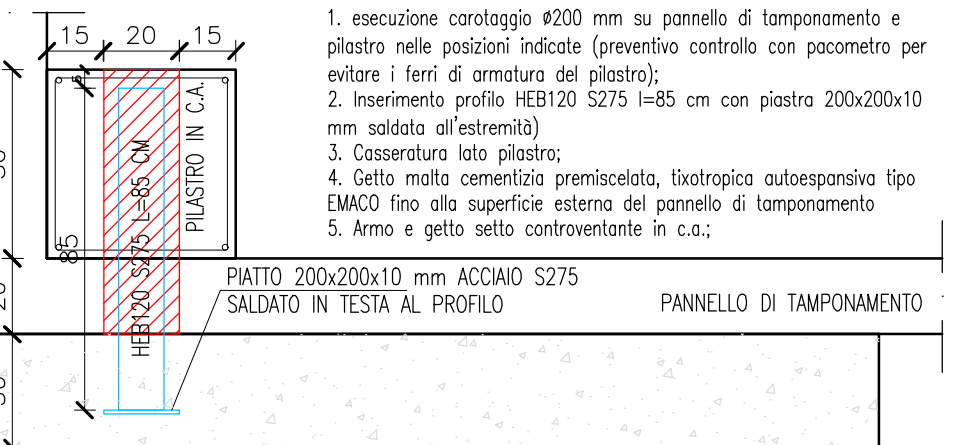 1. esecuzione carotaggio ø200 mm su pannello di tamponamento e
pilastro nelle posizioni indicate (preventivo controllo con pacometro per
evitare i ferri di armatura del pilastro);
2. Inserimento profilo HEB120 S275 l=85 cm con piastra 200x200x10
mm saldata all'estremità)
3. Casseratura lato pilastro;
4. Getto malta cementizia premiscelata, tixotropica autoespansiva tipo
EMACO fino alla superficie esterna del pannello di tamponamento
5. Armo e getto setto controventante in c.a.;
15 20 15
5
85
HEB120 S275 L=85 CM
PILASTRO IN C.A.
PIATTO 200x200x10 mm ACCIAIO S275
SALDATO IN TESTA AL PROFILO
PANNELLO DI TAMPONAMENTO
20